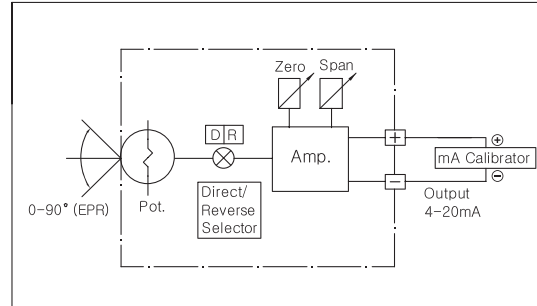 Zero Span
D R
+
⊕
Amp.
mA Calibrator
⊖
−
0-90° (EPR)
Pot.
Direct/
Reverse
Selector
Output
4-20mA